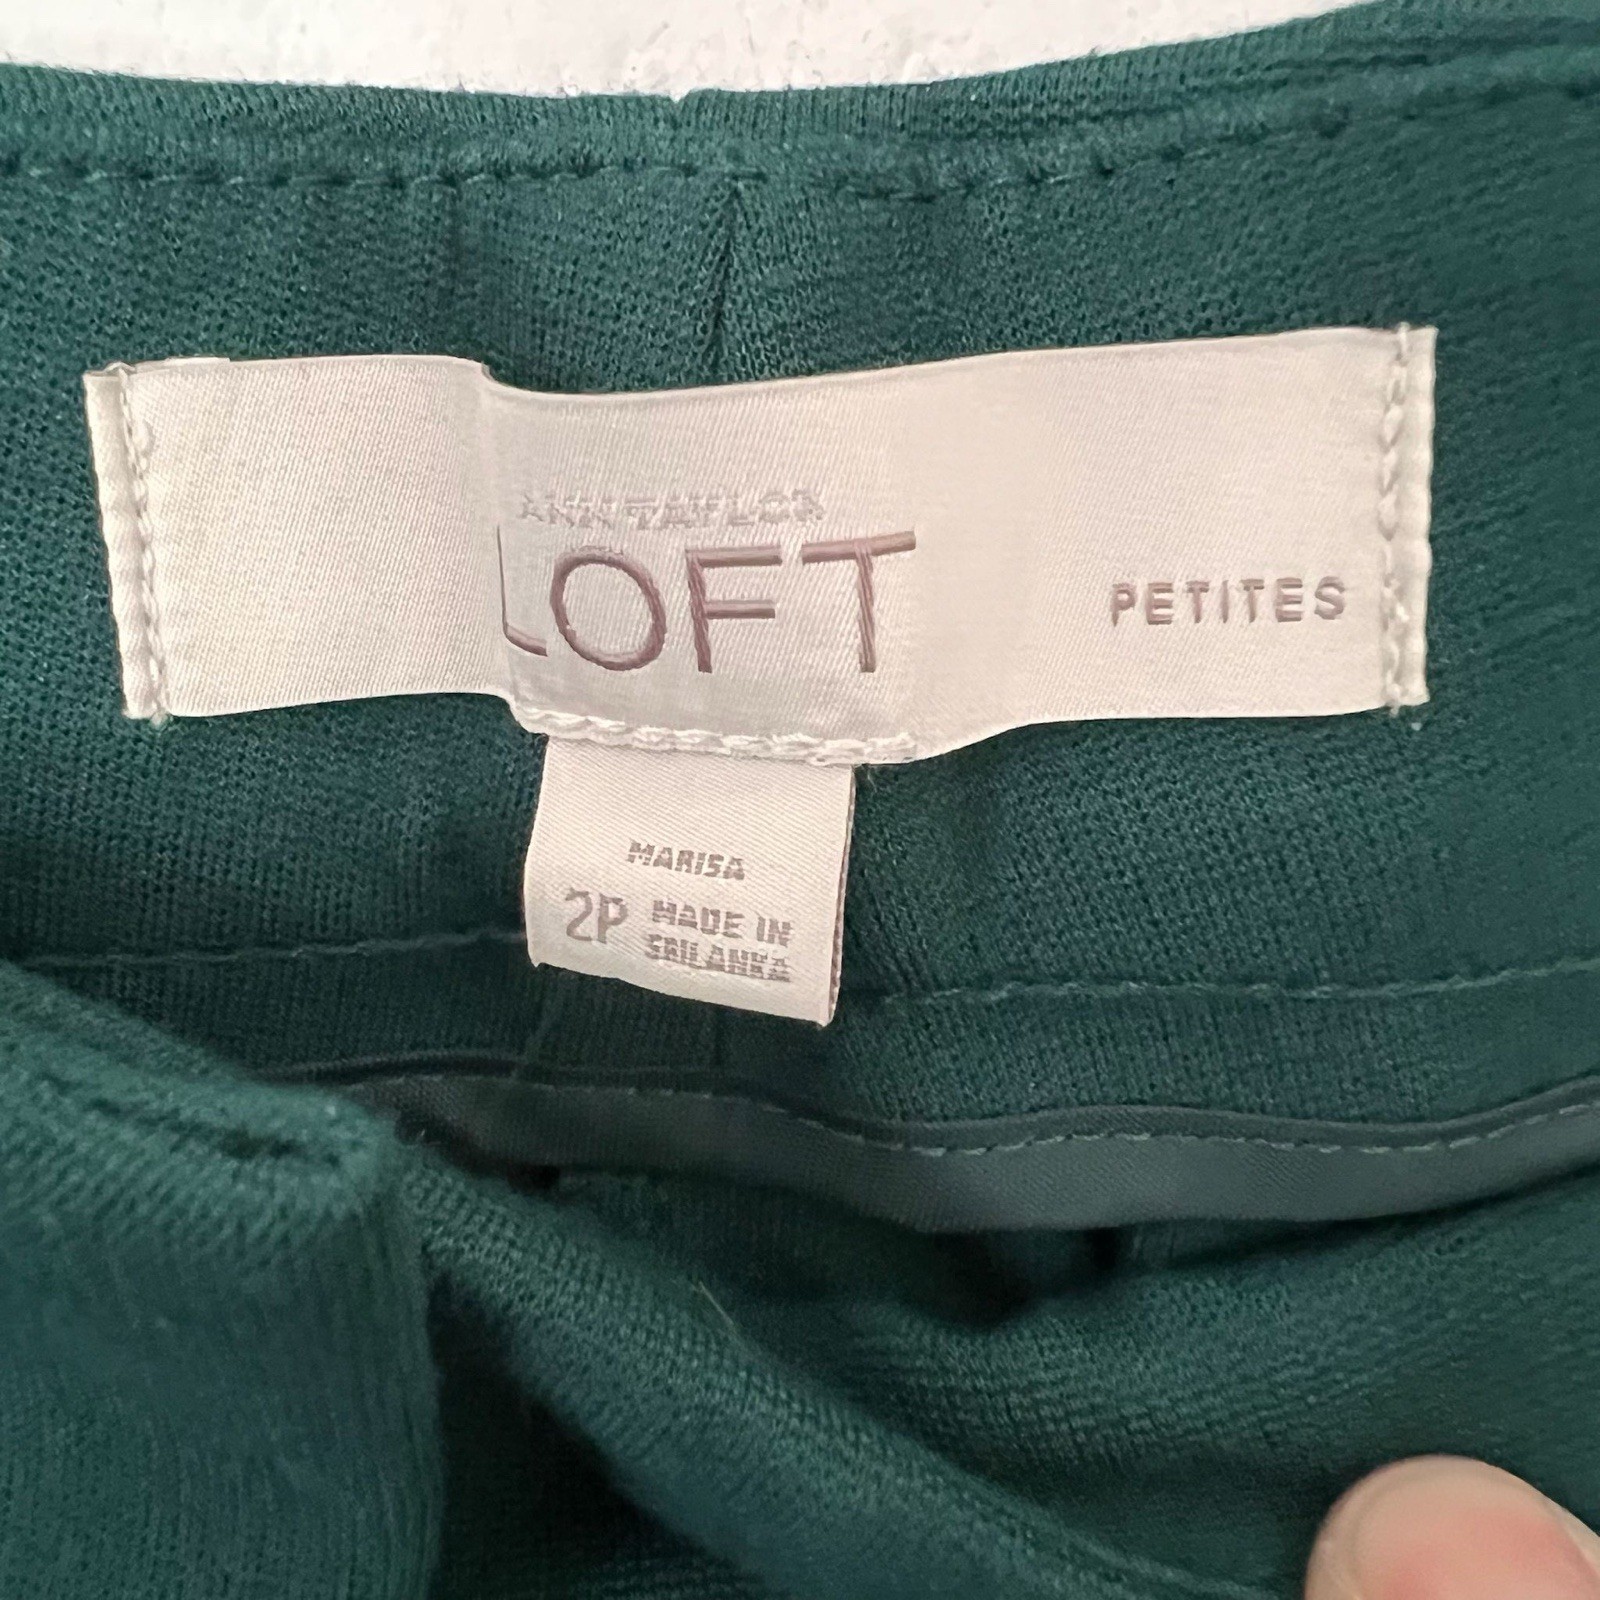 ANN TAYLOR
LOFT
PETITES
MARISA
2P MADE IN
SRI LANKA